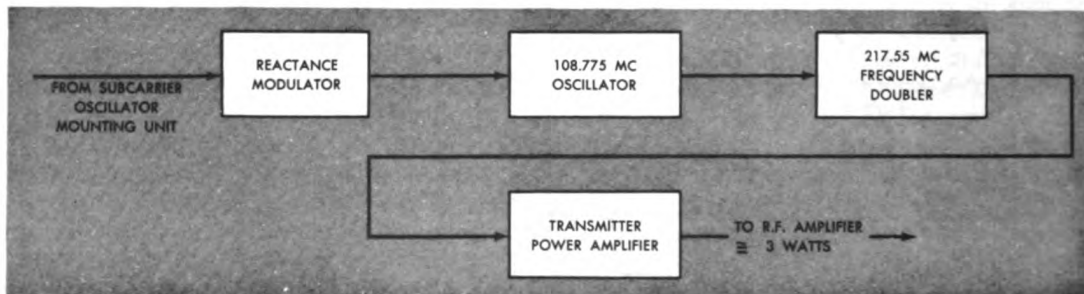 FROM SUBCARRIER
OSCILLATOR
MOUNTING UNIT
REACTANCE
MODULATOR
108.775 MC
OSCILLATOR
217.55 MC
FREQUENCY
DOUBLER
TRANSMITTER
POWER AMPLIFIER
TO R.F. AMPLIFIER
≅ 3 WATTS